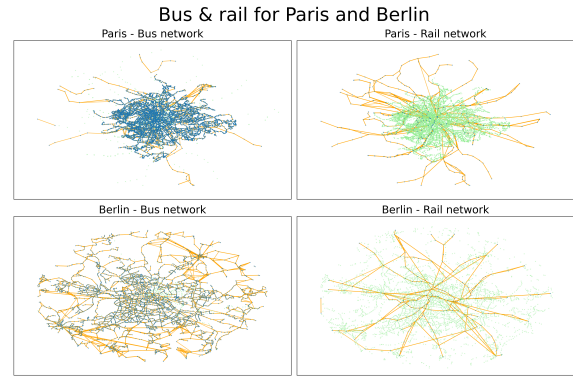 Bus & rail for Paris and Berlin
Paris - Bus network
Paris - Rail network
Berlin - Bus network
Berlin - Rail network